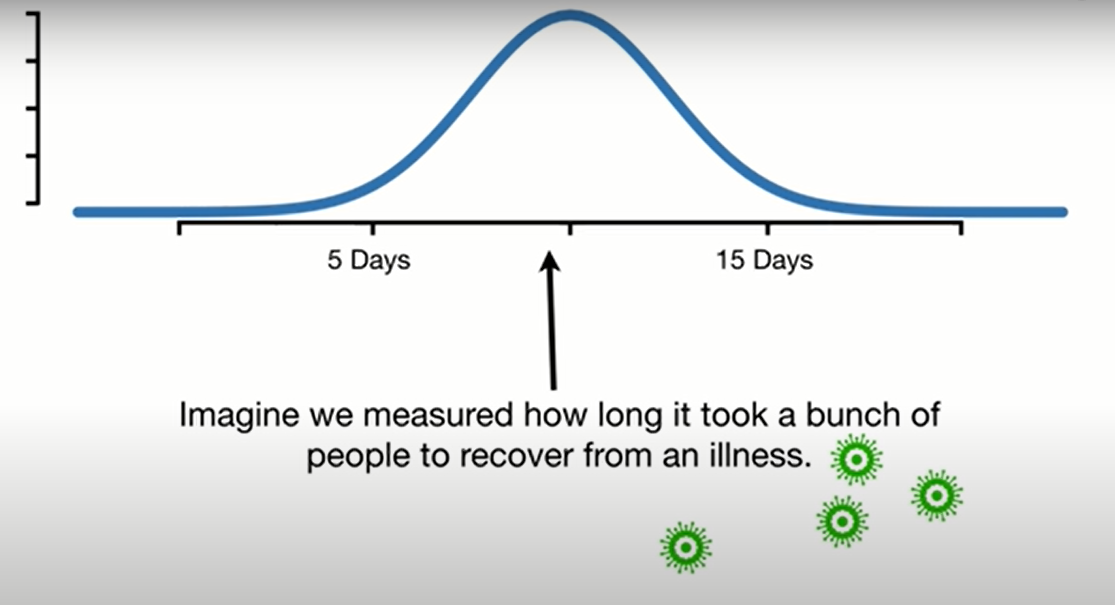 5 Days
15 Days
Imagine we measured how long it took a bunch of
people to recover from an illness.